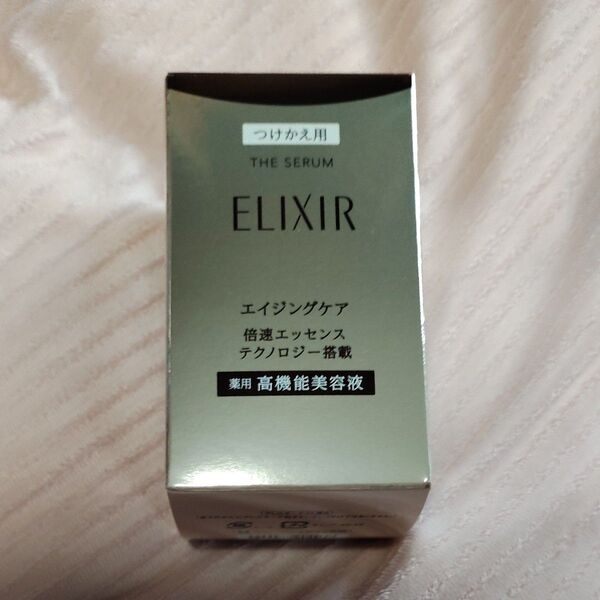 つけかえ用
THE SERUM
ELIXIR
エイジングケア
倍速エッセンス
テクノロジー搭載
薬用 高機能美容液